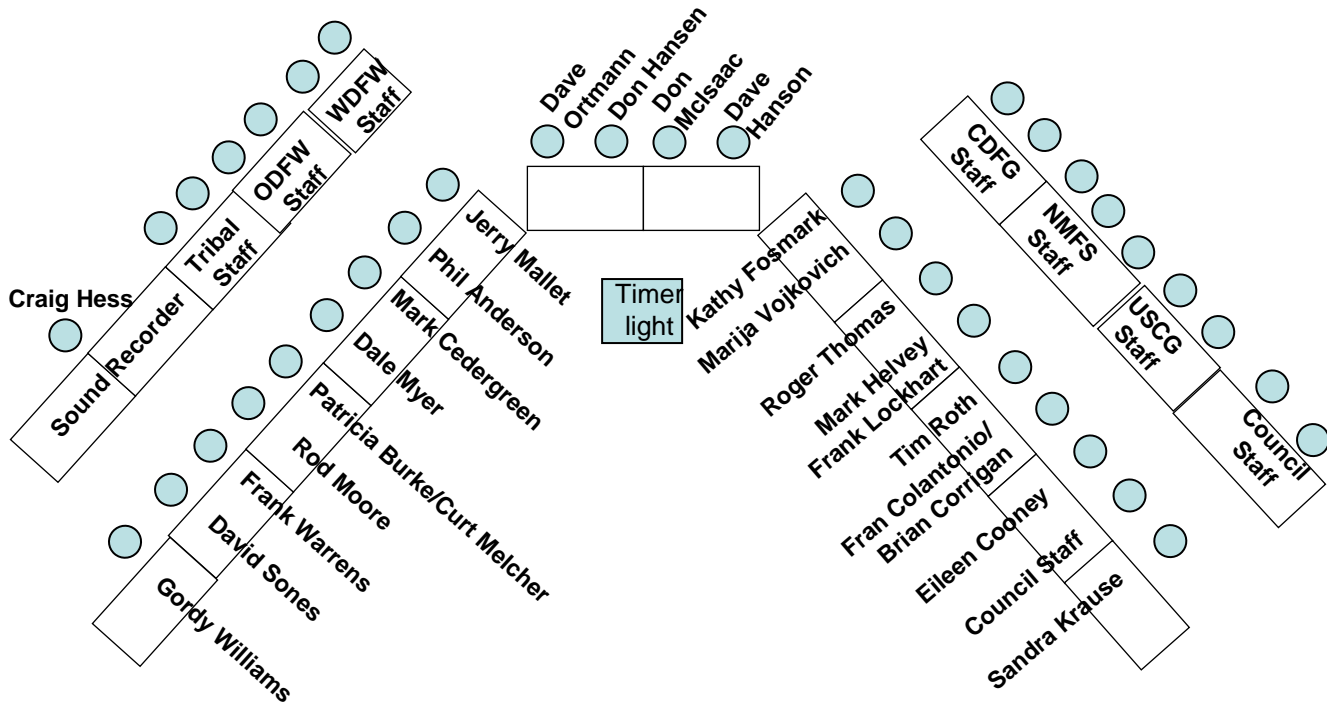 WDFW
Staff
ODFW
Staff
Tribal
Staff
Sound Recorder
Craig Hess
Dave
Ortmann
Don Hansen
Don
McIsaac
Dave
Hanson
Timer
light
Jerry Mallet
Phil Anderson
Mark Cedergreen
Dale Myer
Patricia Burke/Curt Melcher
Rod Moore
Frank Warrens
David Sones
Gordy Williams
Kathy Fosmark
Marija Vojkovich
Roger Thomas
Mark Helvey
Frank Lockhart
Tim Roth
Fran Colantonio/
Brian Corrigan
Eileen Cooney
Council Staff
Sandra Krause
CDFG
Staff
NMFS
Staff
USCG
Staff
Council
Staff